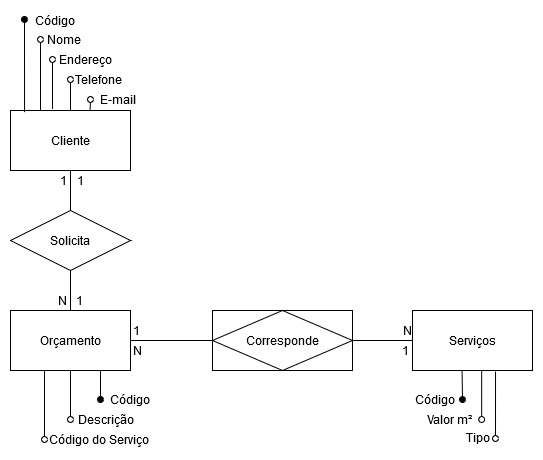 Código
Nome
Endereço
Telefone
E-mail
Cliente
1 1
Solicita
N 1
Orçamento
1
N
Corresponde
N
1
Serviços
Código
Descrição
Código do Serviço
Código
Valor m²
Tipo